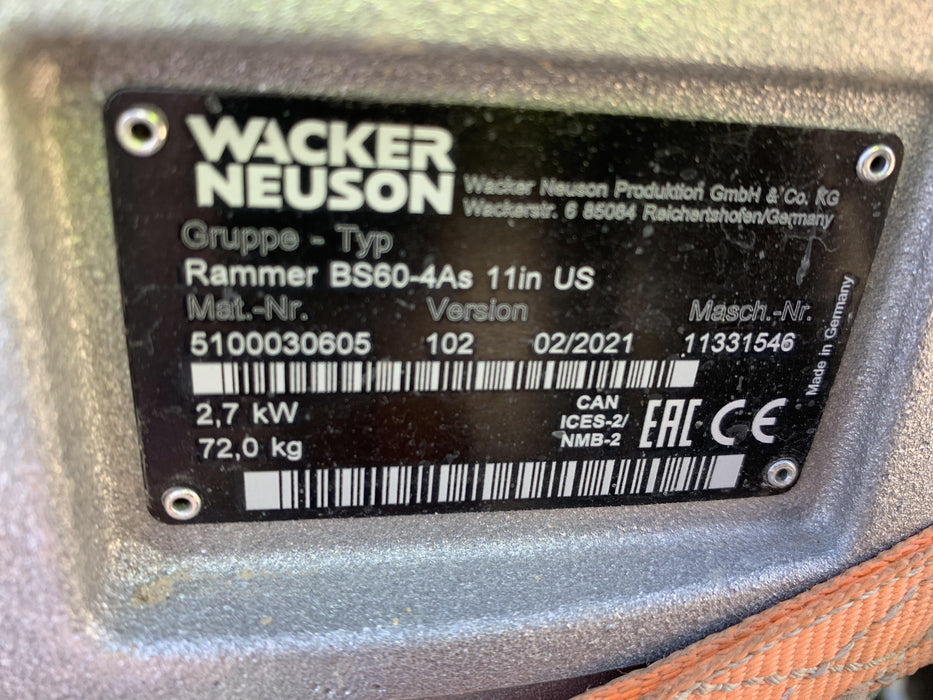 WACKER
NEUSON
Wacker Neuson Produktion GmbH & Co. KG
Wackerstr. 6 85084 Reichertshofen/Germany
Gruppe - Typ
Rammer BS60-4As 11in US
Mat.-Nr. Version Masch.-Nr.
5100030605 102 02/2021 11331546
2,7 kW
72,0 kg
CAN
ICES-2/
NMB-2
EAC CE
Made in Germany